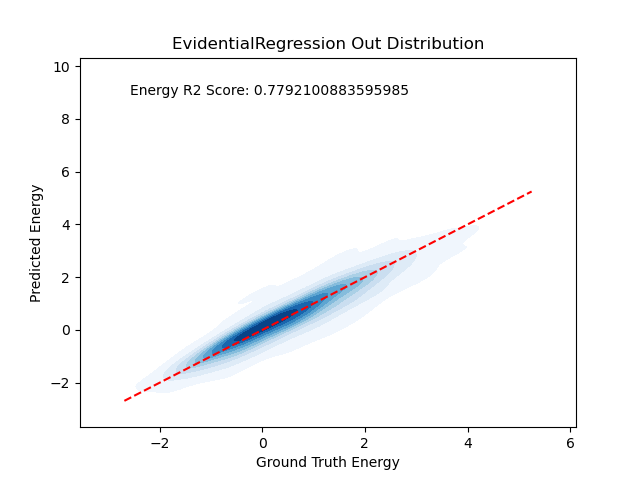 EvidentialRegression Out Distribution
Energy R2 Score: 0.7792100883595985
10
8
6
4
2
0
−2
Predicted Energy
−2 0 2 4 6
Ground Truth Energy